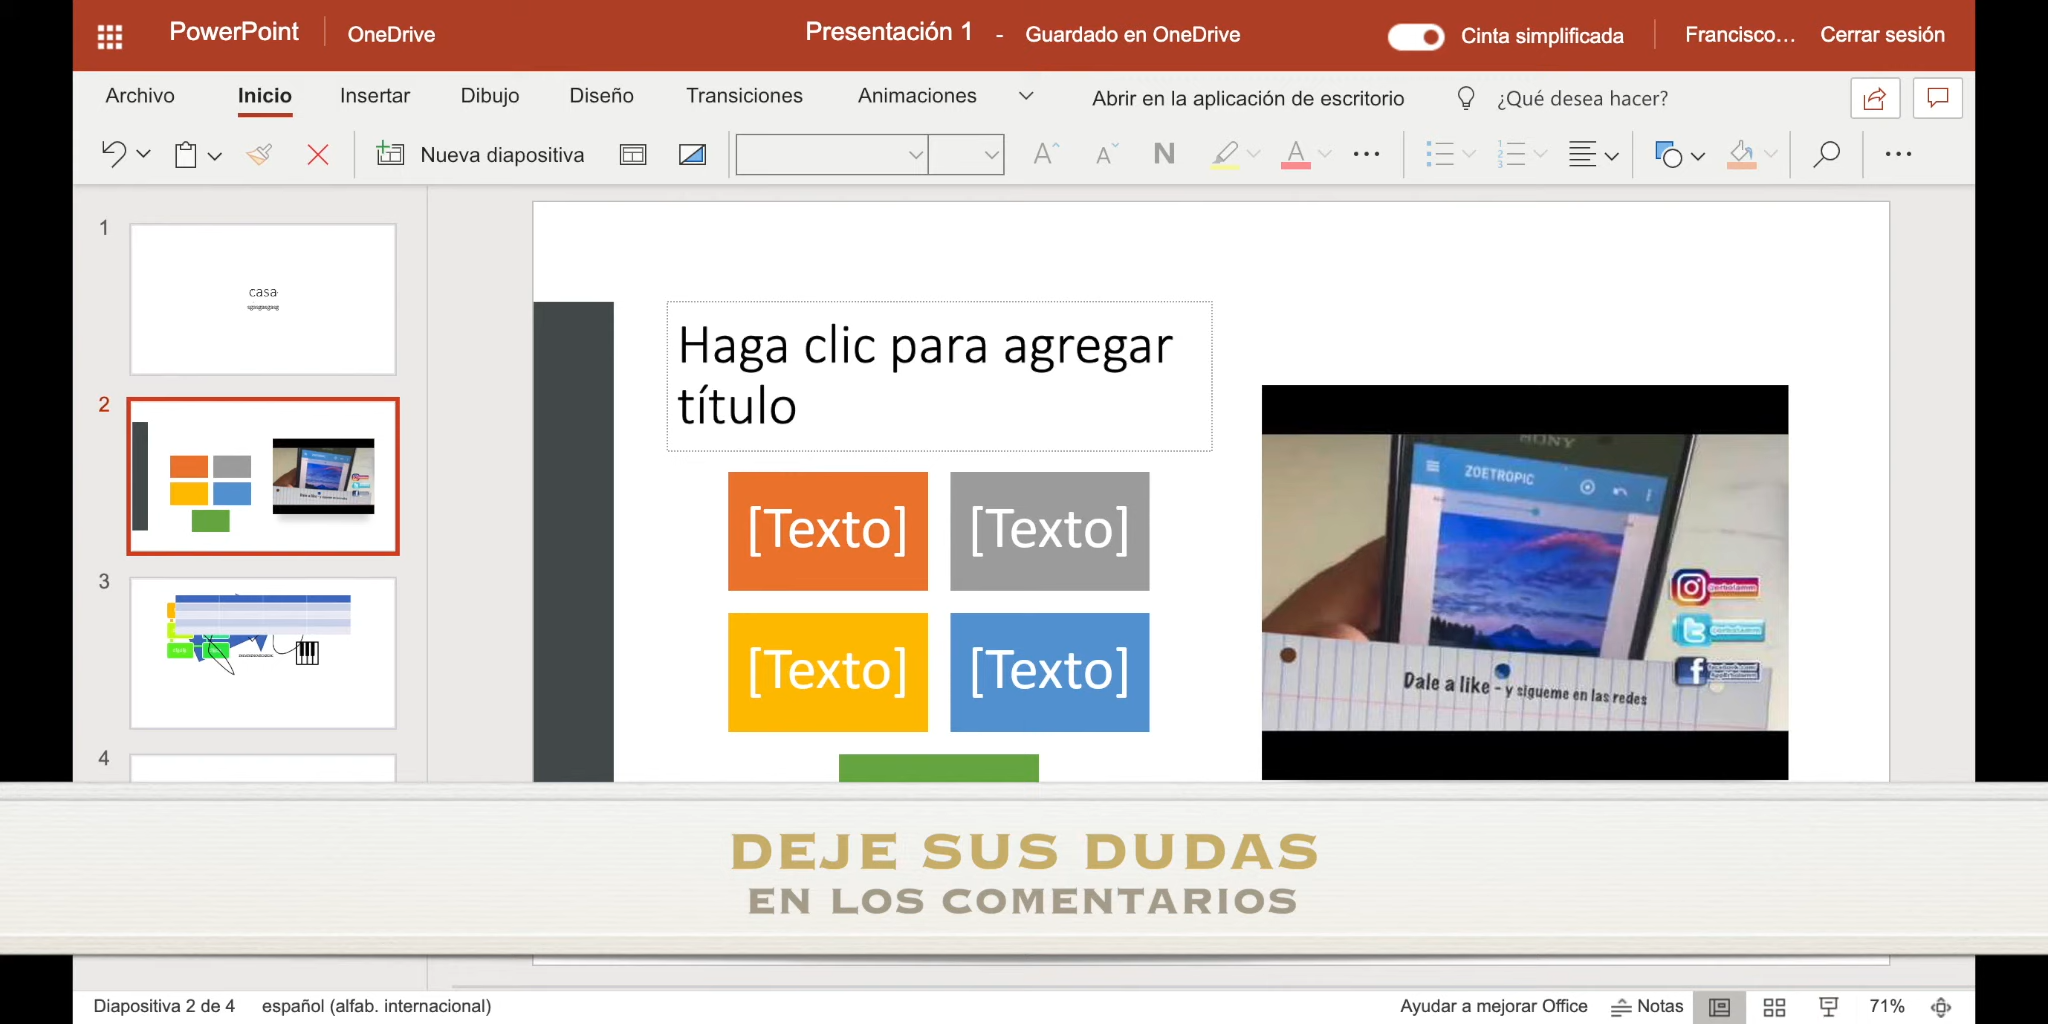 PowerPoint
OneDrive
Presentación 1 - Guardado en OneDrive
Cinta simplificada
Francisco...
Cerrar sesión
Archivo
Inicio
Insertar
Dibujo
Diseño
Transiciones
Animaciones
Abrir en la aplicación de escritorio
¿Qué desea hacer?
Nueva diapositiva
N
1
casa
2
3
4
Haga clic para agregar
título
[Texto]
[Texto]
[Texto]
[Texto]
SONY
ZOETROPIC
Dale a like - y sigueme en las redes
DEJE SUS DUDAS
EN LOS COMENTARIOS
Diapositiva 2 de 4
español (alfab. internacional)
Ayudar a mejorar Office
Notas
71%